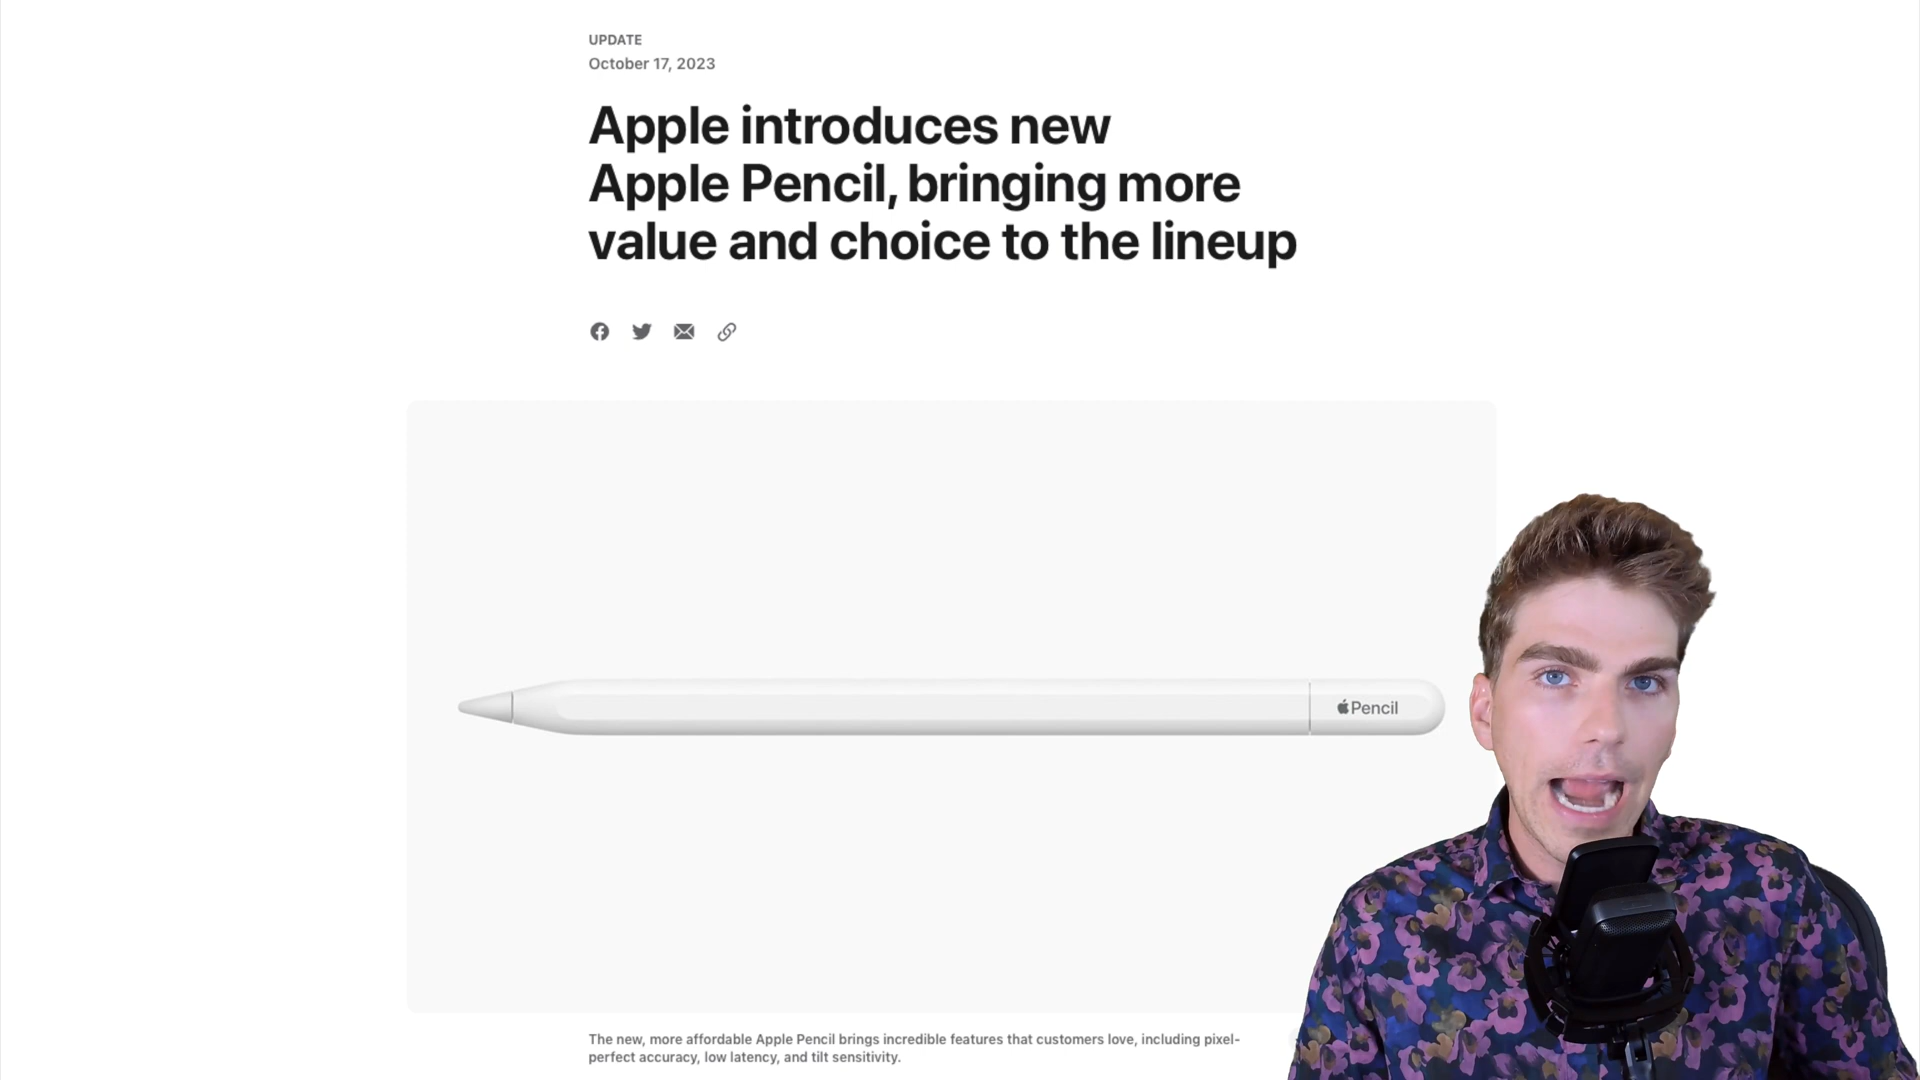 UPDATE
October 17, 2023
Apple introduces new
Apple Pencil, bringing more
value and choice to the lineup
Pencil
The new, more affordable Apple Pencil brings incredible features that customers love, including pixel-
perfect accuracy, low latency, and tilt sensitivity.